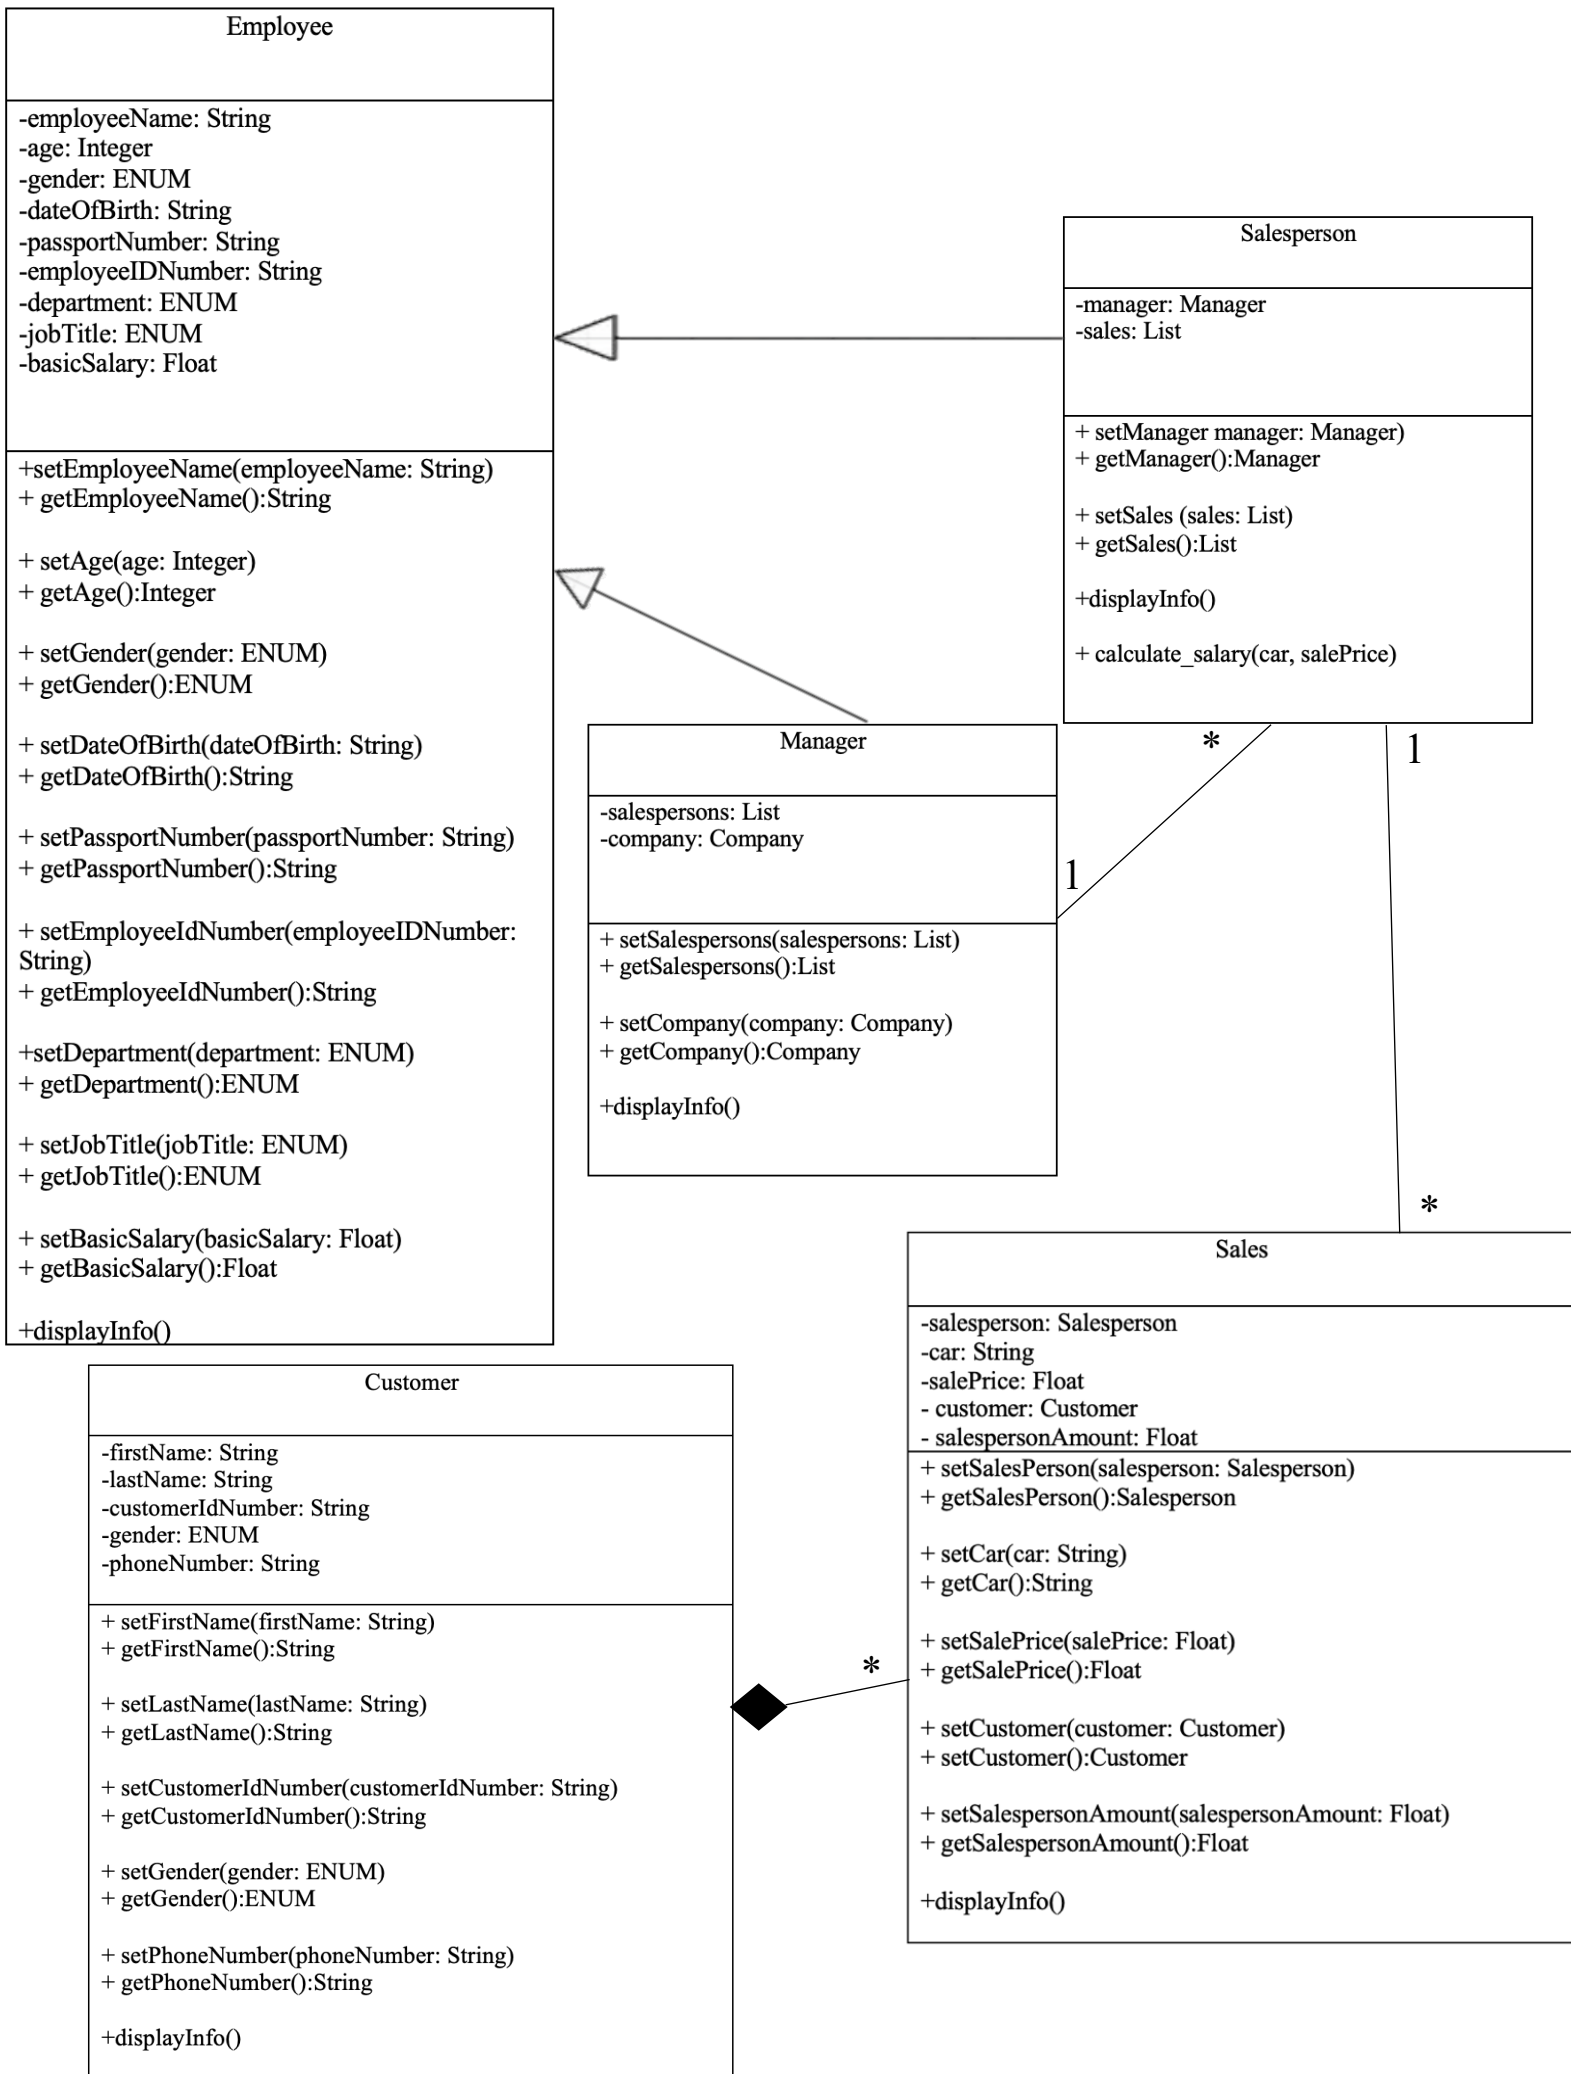 Employee
-employeeName: String
-age: Integer
-gender: ENUM
-dateOfBirth: String
-passportNumber: String
-employeeIDNumber: String
-department: ENUM
-jobTitle: ENUM
-basicSalary: Float
+setEmployeeName(employeeName: String)
+ getEmployeeName():String
+ setAge(age: Integer)
+ getAge():Integer
+ setGender(gender: ENUM)
+ getGender():ENUM
+ setDateOfBirth(dateOfBirth: String)
+ getDateOfBirth():String
+ setPassportNumber(passportNumber: String)
+ getPassportNumber():String
+ setEmployeeIdNumber(employeeIDNumber:
String)
+ getEmployeeIdNumber():String
+setDepartment(department: ENUM)
+ getDepartment():ENUM
+ setJobTitle(jobTitle: ENUM)
+ getJobTitle():ENUM
+ setBasicSalary(basicSalary: Float)
+ getBasicSalary():Float
+displayInfo()
Salesperson
-manager: Manager
-sales: List
+ setManager manager: Manager)
+ getManager():Manager
+ setSales (sales: List)
+ getSales():List
+displayInfo()
+ calculate_salary(car, salePrice)
*
1
Manager
-salespersons: List
-company: Company
1
+ setSalespersons(salespersons: List)
+ getSalespersons():List
+ setCompany(company: Company)
+ getCompany():Company
+displayInfo()
*
Sales
-salesperson: Salesperson
-car: String
-salePrice: Float
- customer: Customer
- salespersonAmount: Float
+ setSalesPerson(salesperson: Salesperson)
+ getSalesPerson():Salesperson
+ setCar(car: String)
+ getCar():String
+ setSalePrice(salePrice: Float)
+ getSalePrice():Float
+ setCustomer(customer: Customer)
+ setCustomer():Customer
+ setSalespersonAmount(salespersonAmount: Float)
+ getSalespersonAmount():Float
+displayInfo()
*
Customer
-firstName: String
-lastName: String
-customerIdNumber: String
-gender: ENUM
-phoneNumber: String
+ setFirstName(firstName: String)
+ getFirstName():String
+ setLastName(lastName: String)
+ getLastName():String
+ setCustomerIdNumber(customerIdNumber: String)
+ getCustomerIdNumber():String
+ setGender(gender: ENUM)
+ getGender():ENUM
+ setPhoneNumber(phoneNumber: String)
+ getPhoneNumber():String
+displayInfo()